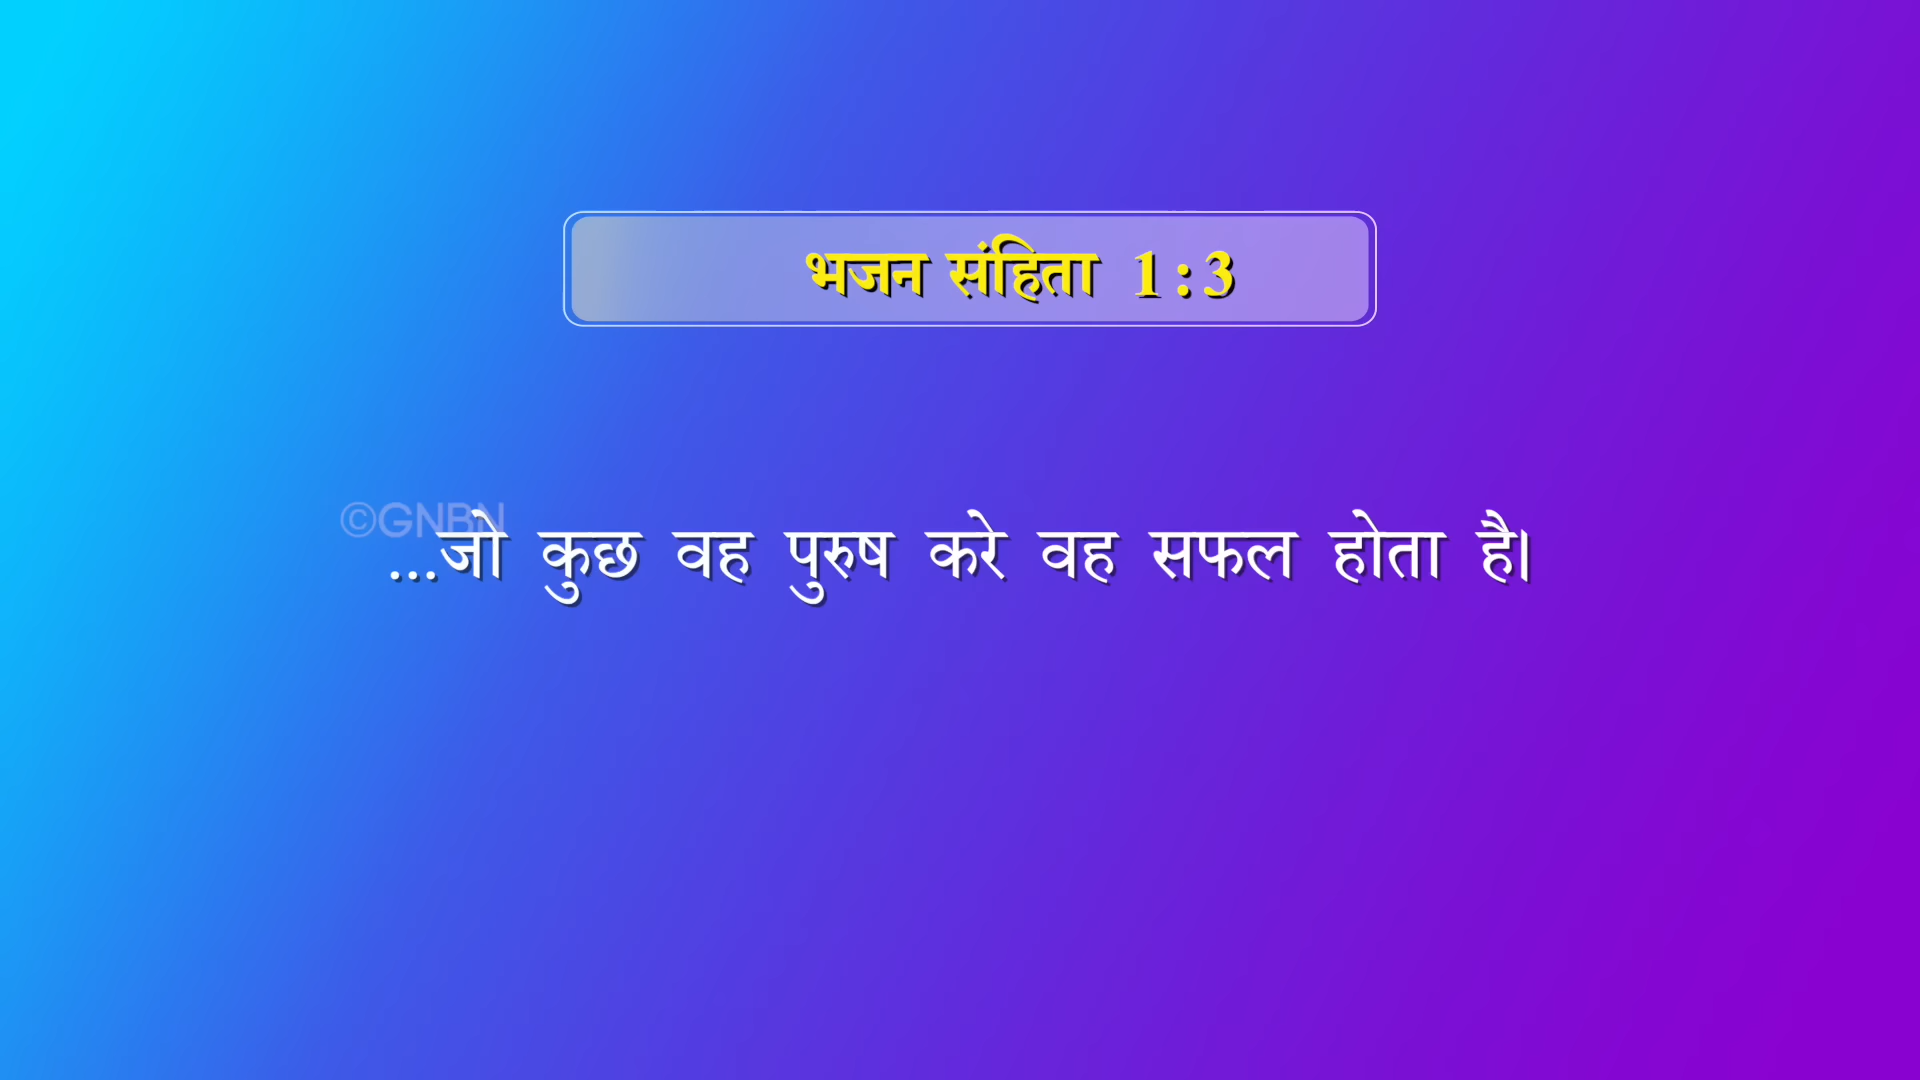 भजन संहिता 1:3
©GNBN
...जो कुछ वह पुरुष करे वह सफल होता है।